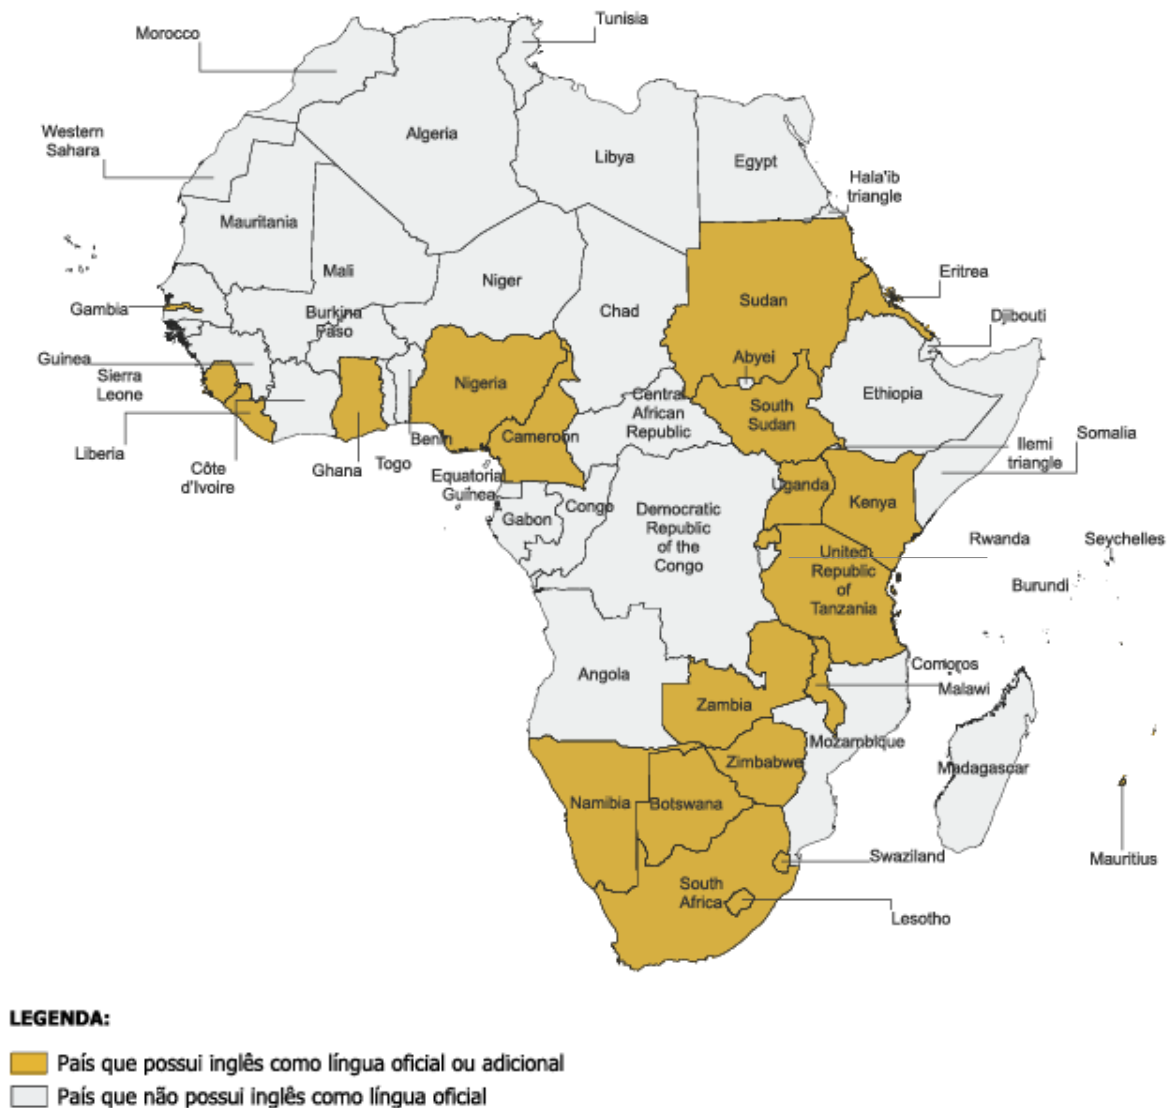 Tunisia
Morocco
Algeria
Western
Sahara
Libya
Egypt
Hala'ib
triangle
Mauritania
Mali
Niger
Chad
Sudan
Eritrea
Gambia
Burkina
Faso
Djibouti
Guinea
Sierra
Leone
Nigeria
Abyei
Ethiopia
Central
African
Republic
South
Sudan
Liberia
Côte
d'Ivoire
Ghana
Togo
Benin
Cameroon
Ilemi
triangle
Somalia
Equatoria
Guinea
Gabon
Congo
Democratic
Republic
of the
Congo
Uganda
Kenya
Rwanda
Seychelles
United
Republic
of
Tanzania
Burundi
Angola
Zambia
Comoros
Malawi
Mozambique
Zimbabwe
Madagascar
Namibia
Botswana
Swaziland
Mauritius
South
Africa
Lesotho
LEGENDA:
País que possui inglês como língua oficial ou adicional
País que não possui inglês como língua oficial